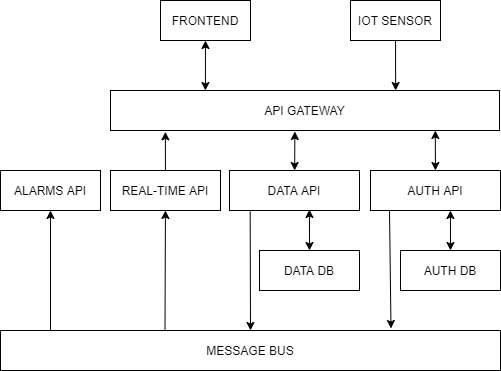 FRONTEND
IOT SENSOR
API GATEWAY
ALARMS API
REAL-TIME API
DATA API
AUTH API
DATA DB
AUTH DB
MESSAGE BUS